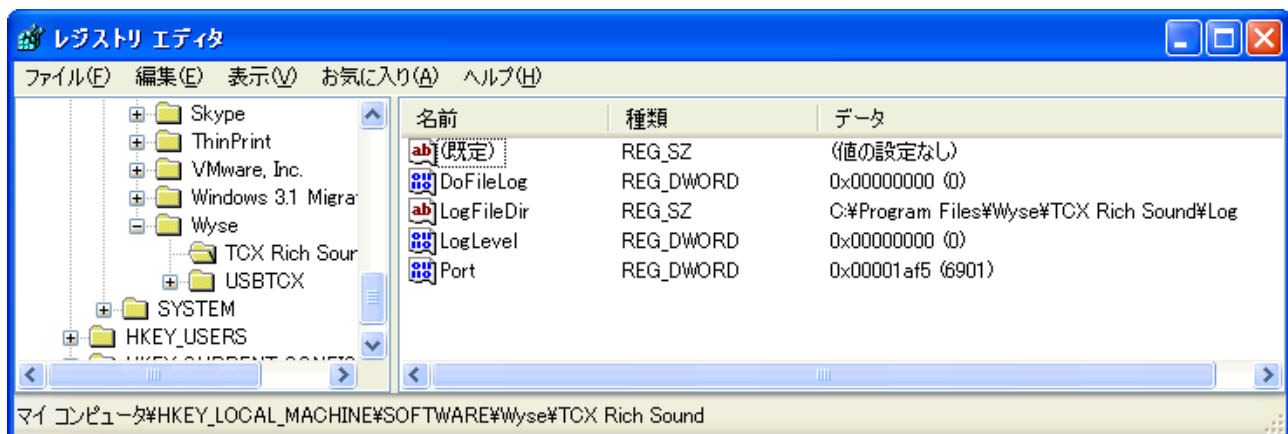 レジストリ エディタ
ファイル(F) 編集(E) 表示(V) お気に入り(A) ヘルプ(H)
Skype
ThinPrint
VMware, Inc.
Windows 3.1 Migra
Wyse
TCX Rich Sour
USBTCX
SYSTEM
HKEY_USERS
HKEY_CURRENT_CONFIG
名前 種類 データ
(既定) REG_SZ (値の設定なし)
DoFileLog REG_DWORD 0x00000000 (0)
LogFileDir REG_SZ C:¥Program Files¥Wyse¥TCX Rich Sound¥Log
LogLevel REG_DWORD 0x00000000 (0)
Port REG_DWORD 0x00001af5 (6901)
マイ コンピュータ¥HKEY_LOCAL_MACHINE¥SOFTWARE¥Wyse¥TCX Rich Sound